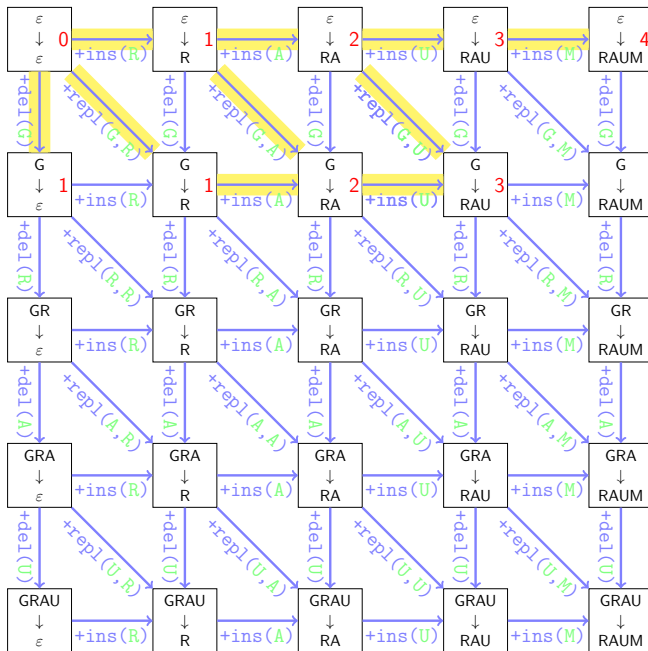 ε ↓ ε 0 +ins(R) ε ↓ R 1 +ins(A) ε ↓ RA 2 +ins(U) ε ↓ RAU 3 +ins(M) ε ↓ RAUM 4
+del(G) +repl(G,R) +del(G) +repl(G,A) +del(G) +repl(G,U) +del(G) +repl(G,M) +del(G)
G ↓ ε 1 +ins(R) G ↓ R 1 +ins(A) G ↓ RA 2 +ins(U) G ↓ RAU 3 +ins(M) G ↓ RAUM
+del(R) +repl(R,R) +del(R) +repl(R,A) +del(R) +repl(R,U) +del(R) +repl(R,M) +del(R)
GR ↓ ε +ins(R) GR ↓ R +ins(A) GR ↓ RA +ins(U) GR ↓ RAU +ins(M) GR ↓ RAUM
+del(A) +repl(A,R) +del(A) +repl(A,A) +del(A) +repl(A,U) +del(A) +repl(A,M) +del(A)
GRA ↓ ε +ins(R) GRA ↓ R +ins(A) GRA ↓ RA +ins(U) GRA ↓ RAU +ins(M) GRA ↓ RAUM
+del(U) +repl(U,R) +del(U) +repl(U,A) +del(U) +repl(U,U) +del(U) +repl(U,M) +del(U)
GRAU ↓ ε +ins(R) GRAU ↓ R +ins(A) GRAU ↓ RA +ins(U) GRAU ↓ RAU +ins(M) GRAU ↓ RAUM